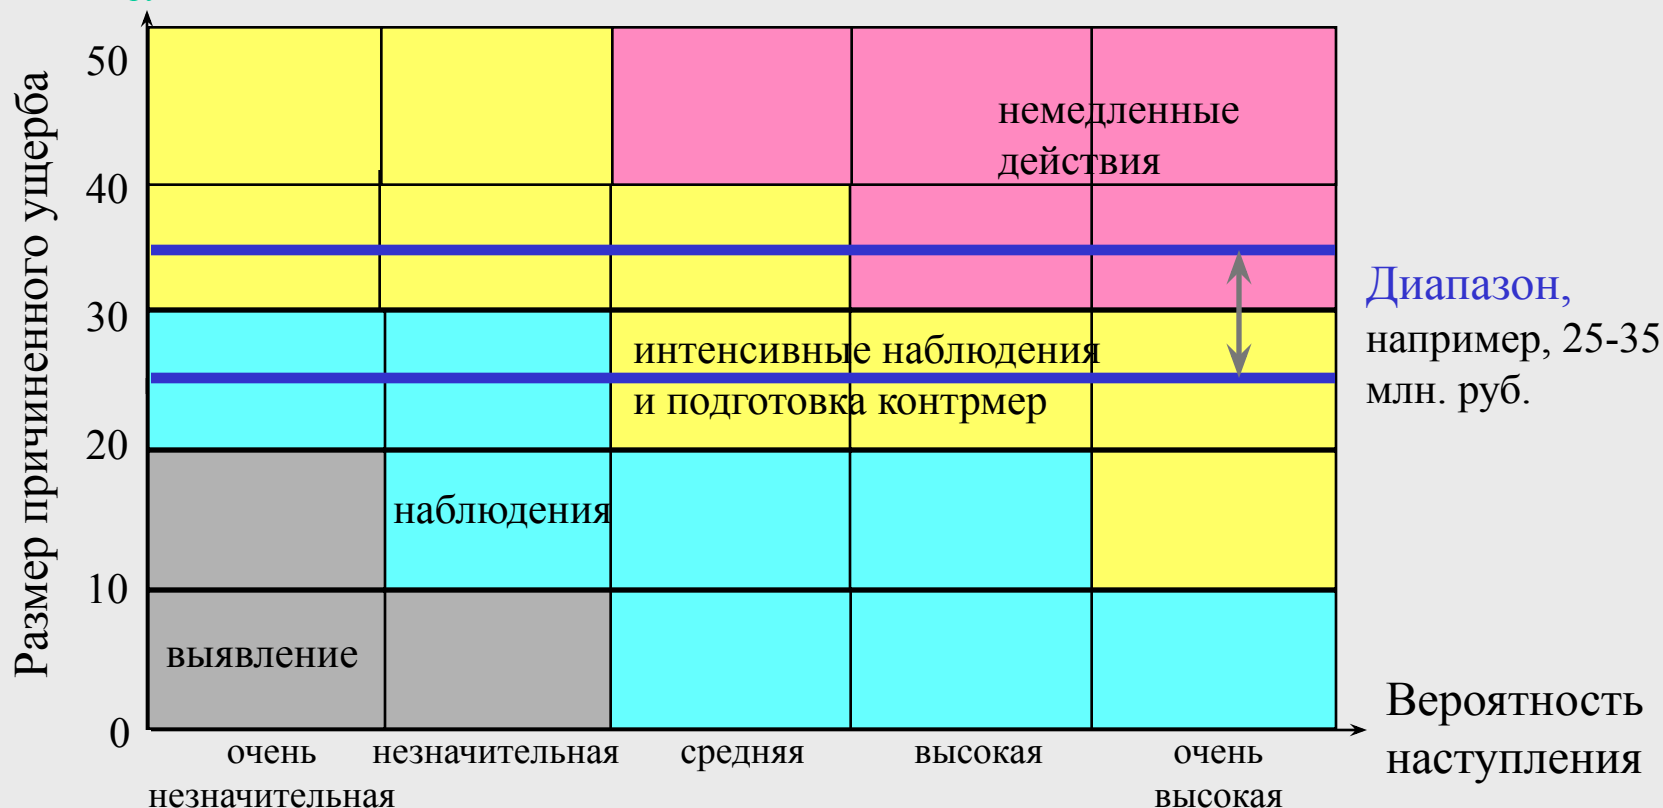 Размер причиненного ущерба
50
40
30
20
10
0
немедленные
действия
интенсивные наблюдения
и подготовка контрмер
наблюдения
выявление
Диапазон,
например, 25-35
млн. руб.
очень
незначительная
незначительная
средняя
высокая
очень
высокая
Вероятность
наступления